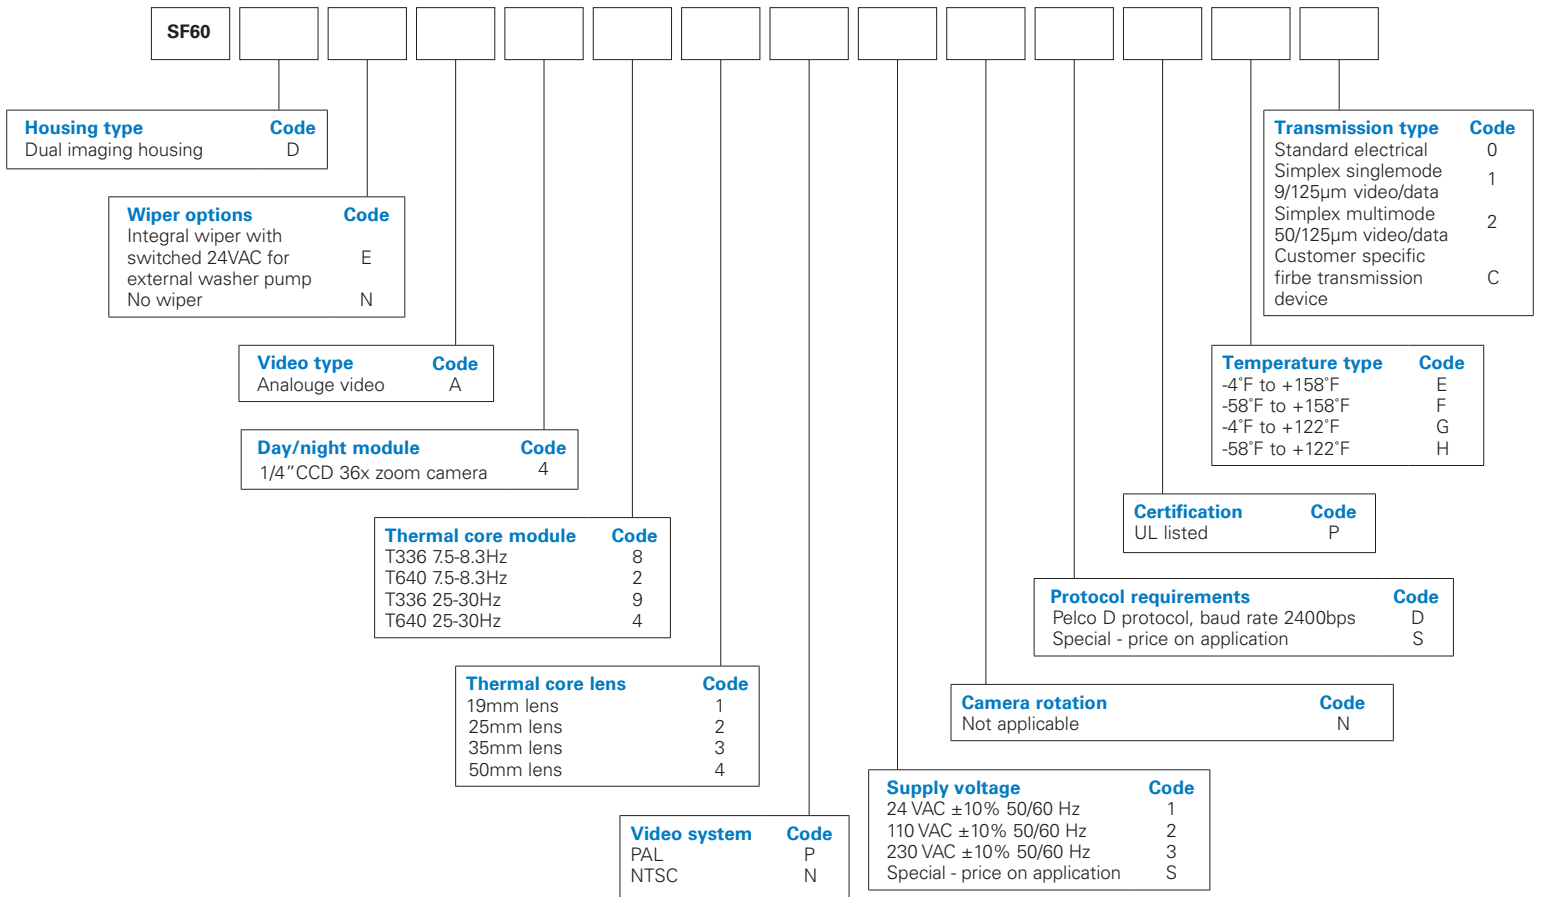 SF60
Housing type Code
Dual imaging housing D
Wiper options Code
Integral wiper with
switched 24VAC for E
external washer pump
No wiper N
Video type Code
Analouge video A
Day/night module Code
1/4”CCD 36x zoom camera 4
Thermal core module Code
T336 7.5-8.3Hz 8
T640 7.5-8.3Hz 2
T336 25-30Hz 9
T640 25-30Hz 4
Thermal core lens Code
19mm lens 1
25mm lens 2
35mm lens 3
50mm lens 4
Video system Code
PAL P
NTSC N
Supply voltage Code
24 VAC ±10% 50/60 Hz 1
110 VAC ±10% 50/60 Hz 2
230 VAC ±10% 50/60 Hz 3
Special - price on application S
Camera rotation Code
Not applicable N
Protocol requirements Code
Pelco D protocol, baud rate 2400bps D
Special - price on application S
Certification Code
UL listed P
Temperature type Code
-4˚F to +158˚F E
-58˚F to +158˚F F
-4˚F to +122˚F G
-58˚F to +122˚F H
Transmission type Code
Standard electrical 0
Simplex singlemode
9/125µm video/data 1
Simplex multimode
50/125µm video/data 2
Customer specific
firbe transmission C
device